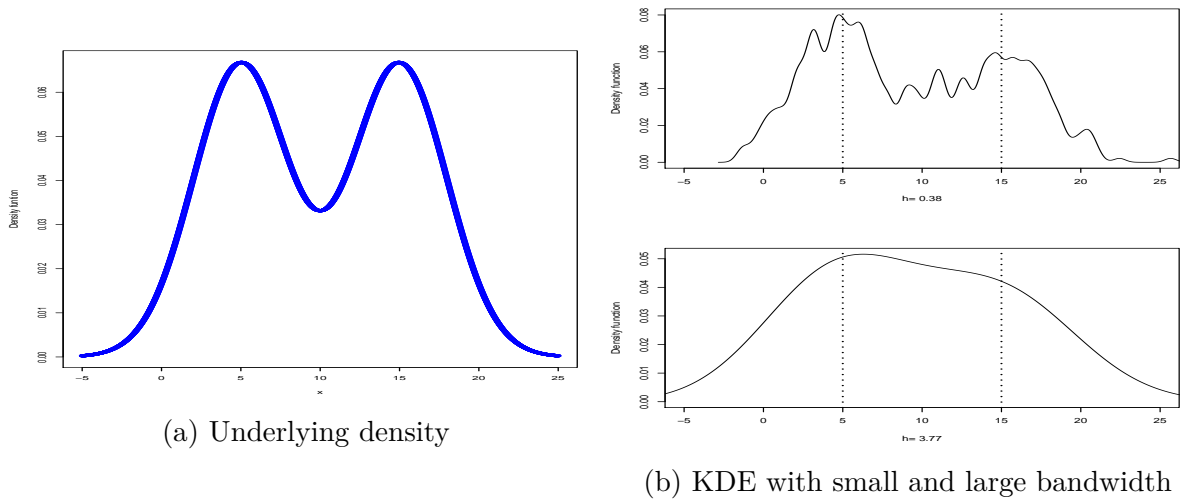 Density funtion
0.00
0.01
0.02
0.03
0.04
0.05
0.06
−5 0 5 10 15 20 25
x
(a) Underlying density
Density function
0.00 0.02 0.04 0.06 0.08
−5 0 5 10 15 20 25
h= 0.38
Density function
0.00 0.01 0.02 0.03 0.04 0.05
−5 0 5 10 15 20 25
h= 3.77
(b) KDE with small and large bandwidth